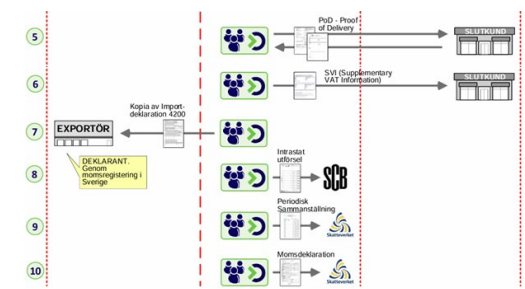 5
PoD - Proof
of Delivery
SLUTKUND
6
SVI (Supplementary
VAT Information)
SLUTKUND
7
Kopia av Import-
deklaration 4200
EXPORTÖR
DEKLARANT.
Genom
momsregistering i
Sverige
8
Intrastat
utförsel
SCB
9
Periodisk
Sammanställning
Skatteverket
10
Momsdeklaration
Skatteverket